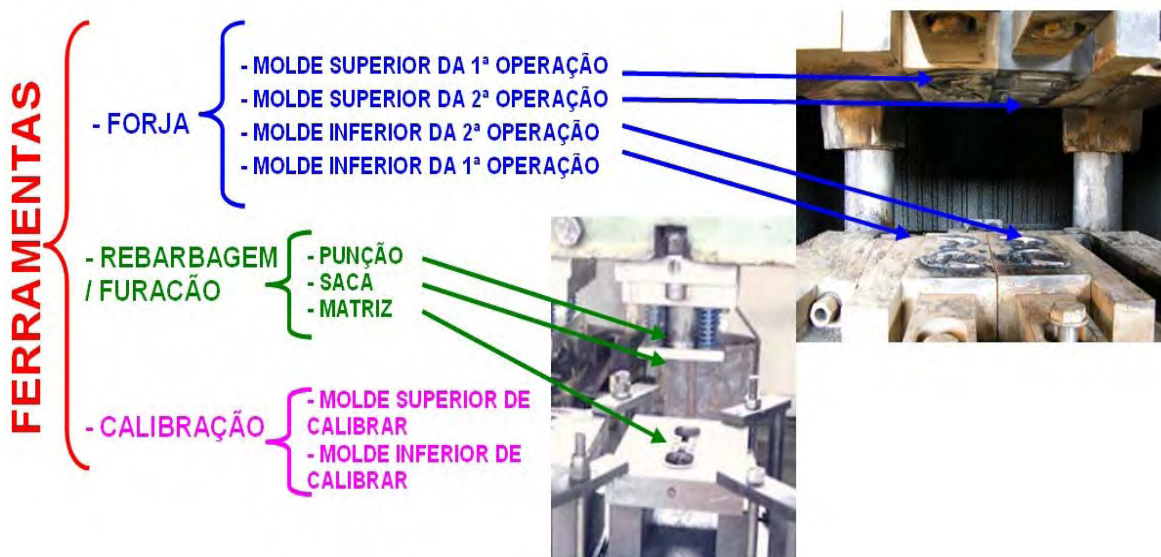 FERRAMENTAS
- FORJA
- MOLDE SUPERIOR DA 1ª OPERAÇÃO
- MOLDE SUPERIOR DA 2ª OPERAÇÃO
- MOLDE INFERIOR DA 2ª OPERAÇÃO
- MOLDE INFERIOR DA 1ª OPERAÇÃO
- REBARBAGEM
/ FURACÃO
- PUNÇÃO
- SACA
- MATRIZ
- CALIBRAÇÃO
- MOLDE SUPERIOR DE
CALIBRAR
- MOLDE INFERIOR DE
CALIBRAR